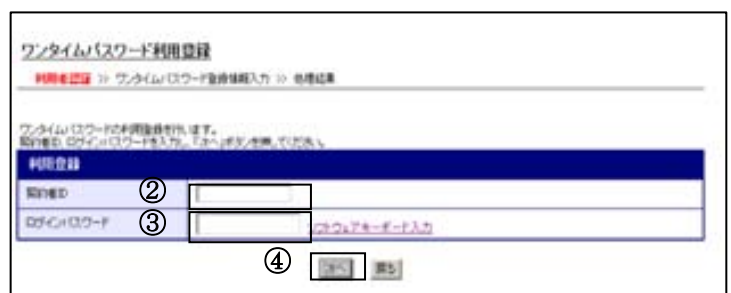 ワンタイムパスワード利用登録
利用者認証 >> ワンタイムパスワード登録情報入力 >> 処理結果
ワンタイムパスワードの利用登録を行います。
契約者ID、ログインパスワードを入力し、「次へ」ボタンを押してください。
利用登録
契約者ID ②
ログインパスワード ③ ソフトウェアキーボード入力
④ 次へ 戻る